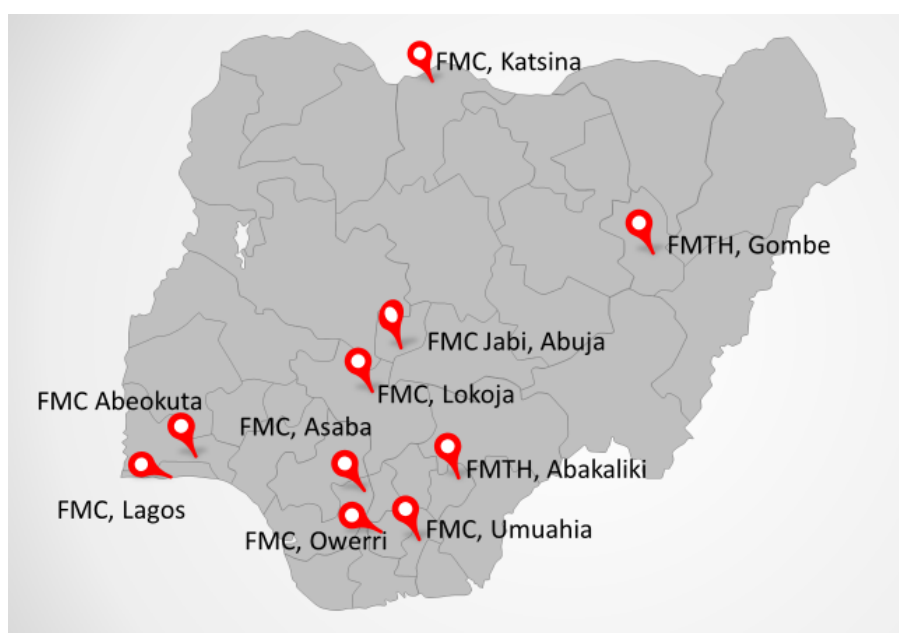 FMC, Katsina
FMTH, Gombe
FMC Jabi, Abuja
FMC, Lokoja
FMC Abeokuta
FMC, Asaba
FMTH, Abakaliki
FMC, Lagos
FMC, Umuahia
FMC, Owerri